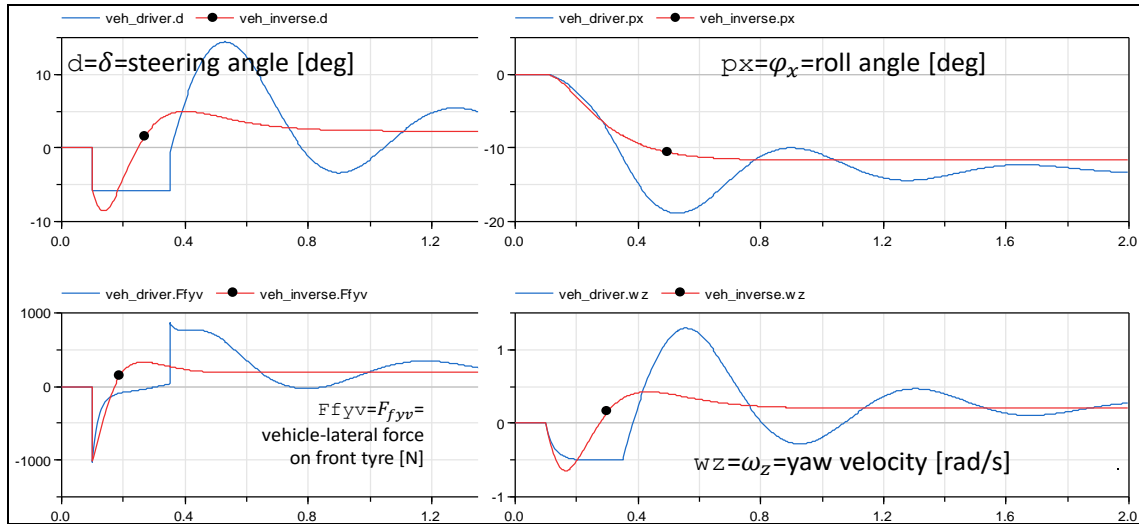 veh_driver.d veh_inverse.d
d=δ=steering angle [deg]
10
0
-10
0.0 0.4 0.8 1.2
veh_driver.px veh_inverse.px
px=φₓ=roll angle [deg]
0
-10
-20
0.0 0.4 0.8 1.2 1.6 2.0
veh_driver.Ffyv veh_inverse.Ffyv
1000
0
-1000
Ffyv=F_fyv=
vehicle-lateral force
on front tyre [N]
0.0 0.4 0.8 1.2
veh_driver.wz veh_inverse.wz
1
0
-1
wz=ω_z=yaw velocity [rad/s]
0.0 0.4 0.8 1.2 1.6 2.0